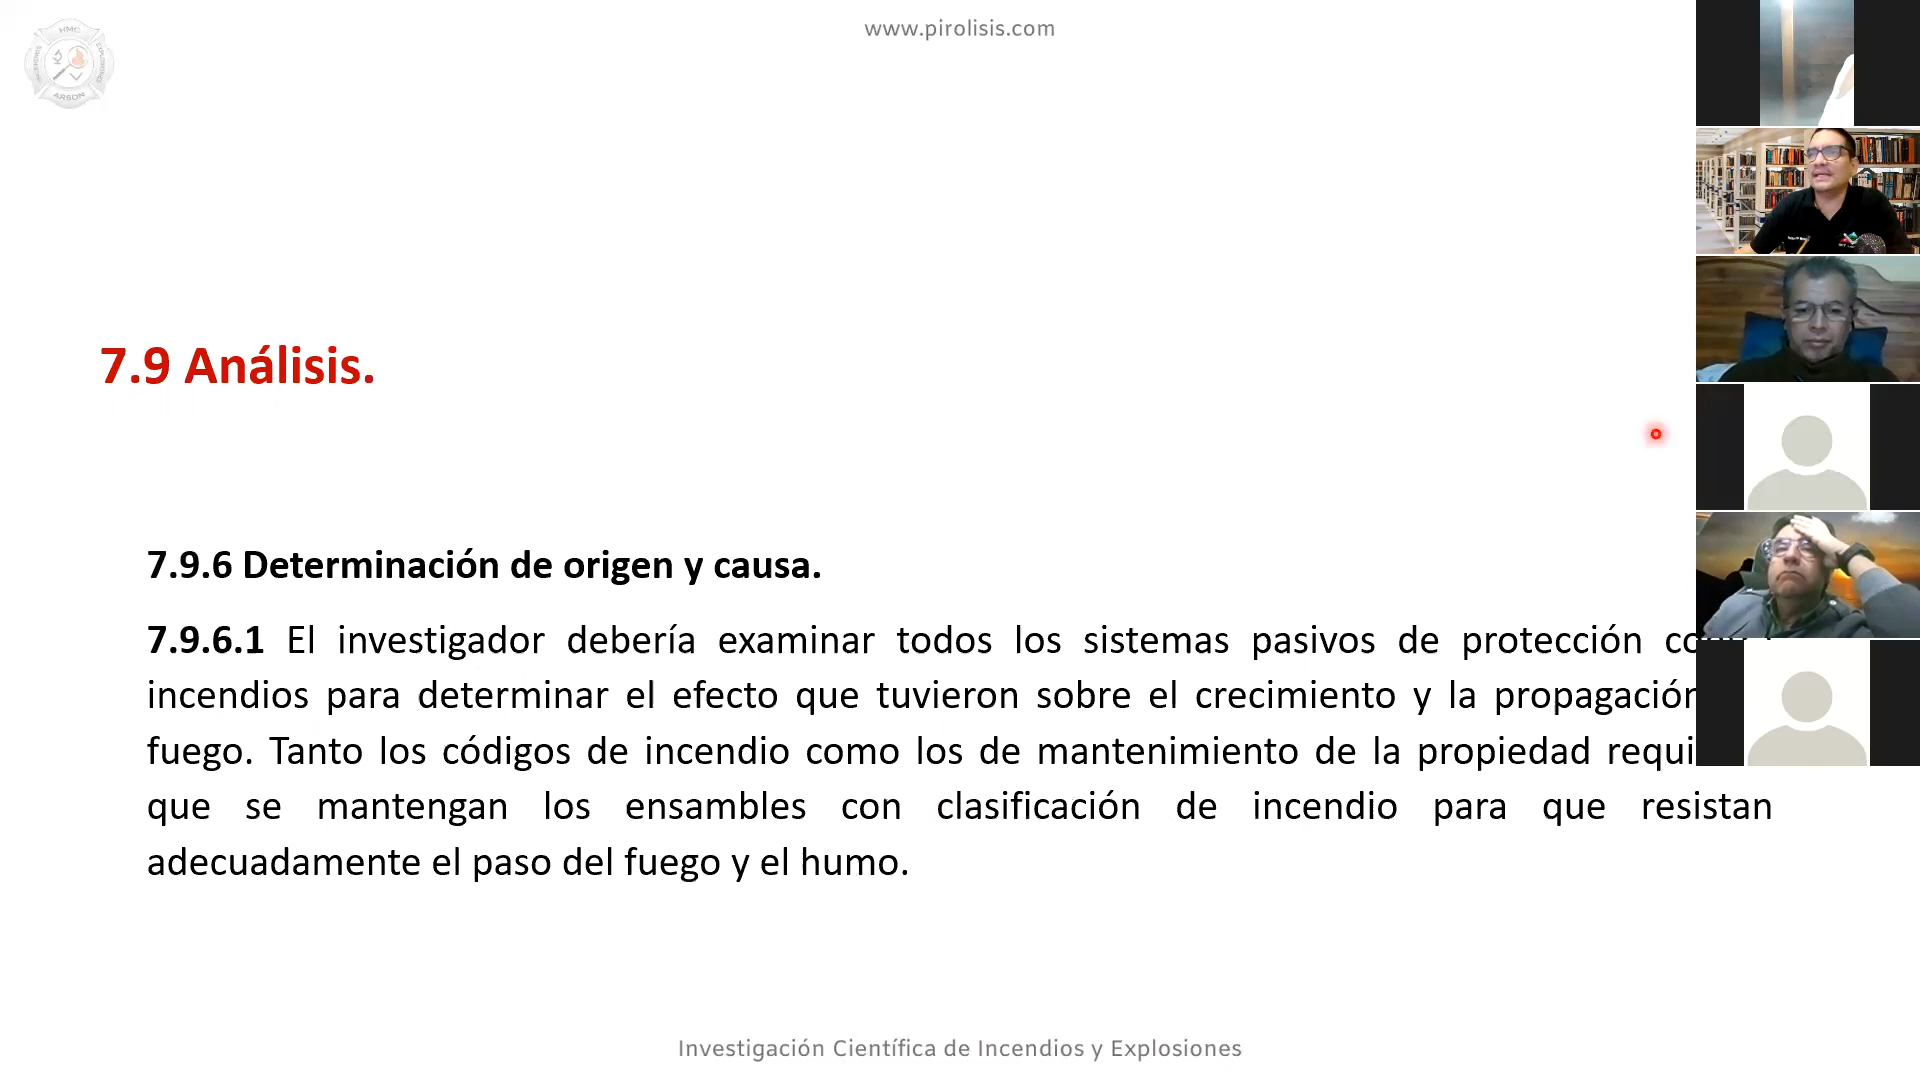 www.pirolisis.com
HMC
ARSON
7.9 Análisis.
7.9.6 Determinación de origen y causa.
7.9.6.1 El investigador debería examinar todos los sistemas pasivos de protección
incendios para determinar el efecto que tuvieron sobre el crecimiento y la propagación
fuego. Tanto los códigos de incendio como los de mantenimiento de la propiedad
que se mantengan los ensambles con clasificación de incendio para que resistan
adecuadamente el paso del fuego y el humo.
Investigación Científica de Incendios y Explosiones